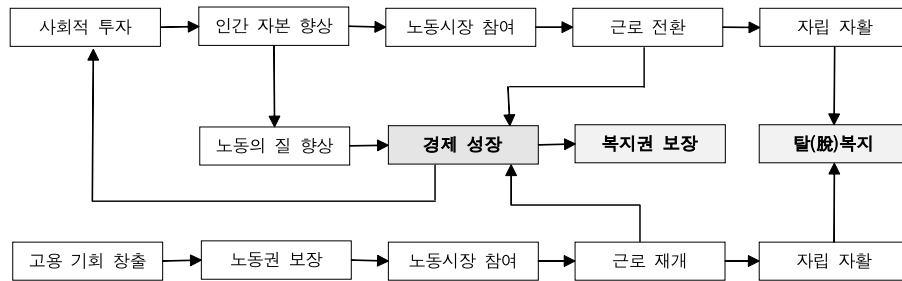 사회적 투자
인간 자본 향상
노동시장 참여
근로 전환
자립 자활
노동의 질 향상
경제 성장
복지권 보장
탈(脫)복지
고용 기회 창출
노동권 보장
노동시장 참여
근로 재개
자립 자활